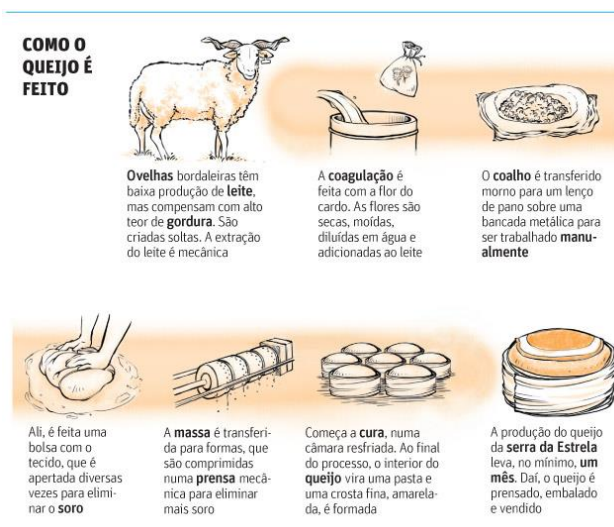 COMO O
QUEIJO É
FEITO
Ovelhas bordaleiras têm
baixa produção de leite,
mas compensam com alto
teor de gordura. São
criadas soltas. A extração
do leite é mecânica
A coagulação é
feita com a flor do
cardo. As flores são
secas, moídas,
diluídas em água e
adicionadas ao leite
O coalho é transferido
morno para um lenço
de pano sobre uma
bancada metálica para
ser trabalhado manu-
almente
Ali, é feita uma
bolsa com o
tecido, que é
apertada diversas
vezes para elimi-
nar o soro
A massa é transferi-
da para formas, que
são comprimidas
numa prensa mecâ-
nica para eliminar
mais soro
Começa a cura, numa
câmara resfriada. Ao final
do processo, o interior do
queijo vira uma pasta e
uma crosta fina, amarela-
da, é formada
A produção do queijo
da serra da Estrela
leva, no mínimo, um
mês. Daí, o queijo é
prensado, embalado
e vendido